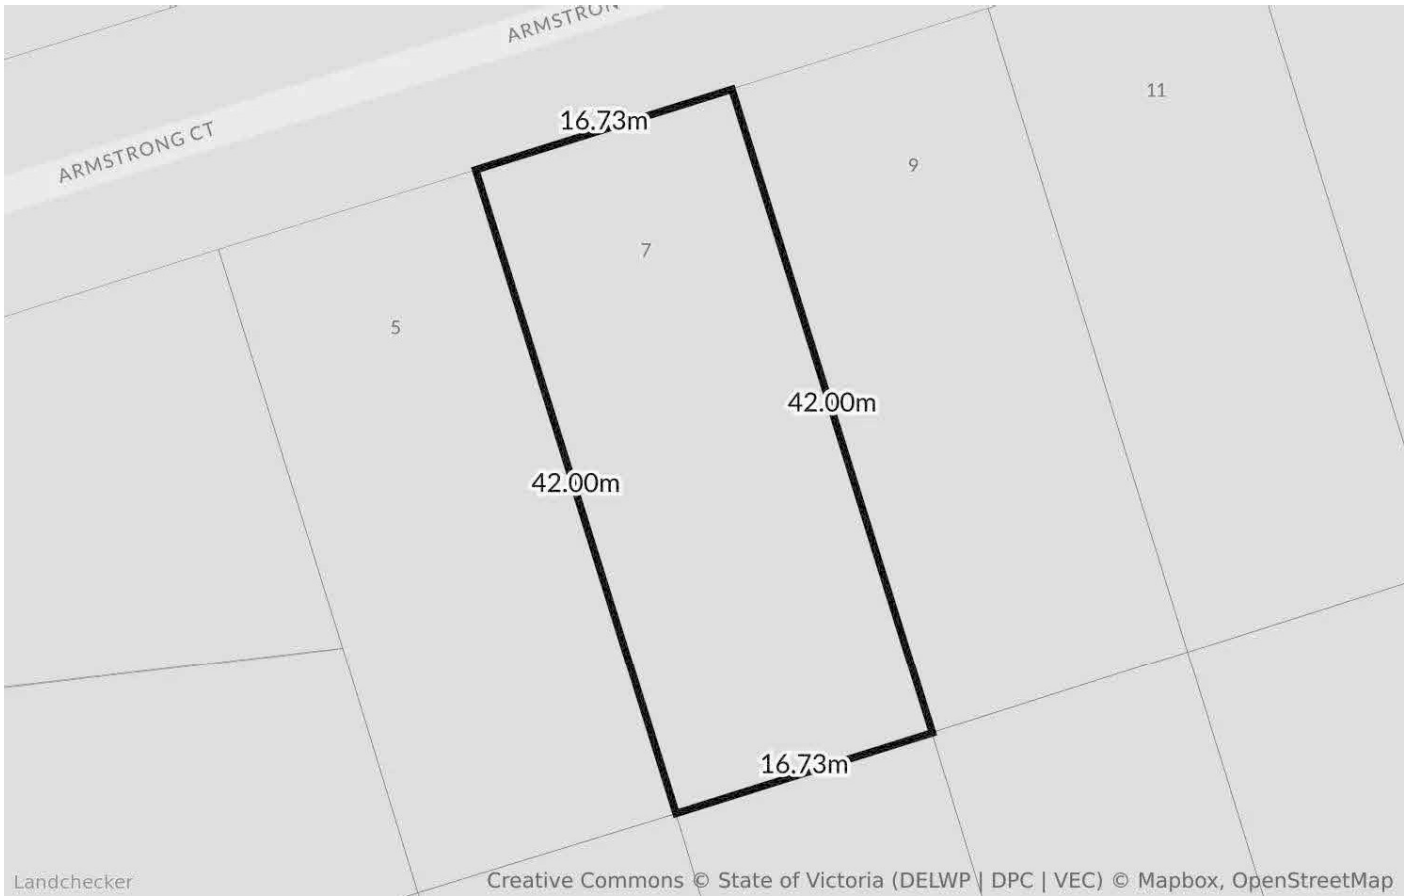 ARMSTRONG CT
16.73m
11
9
7
5
42.00m
42.00m
16.73m
Landchecker
Creative Commons © State of Victoria (DELWP | DPC | VEC) © Mapbox, OpenStreetMap